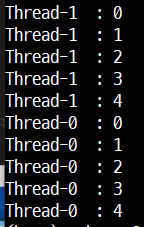 Thread-1  : 0
Thread-1  : 1
Thread-1  : 2
Thread-1  : 3
Thread-1  : 4
Thread-0  : 0
Thread-0  : 1
Thread-0  : 2
Thread-0  : 3
Thread-0  : 4